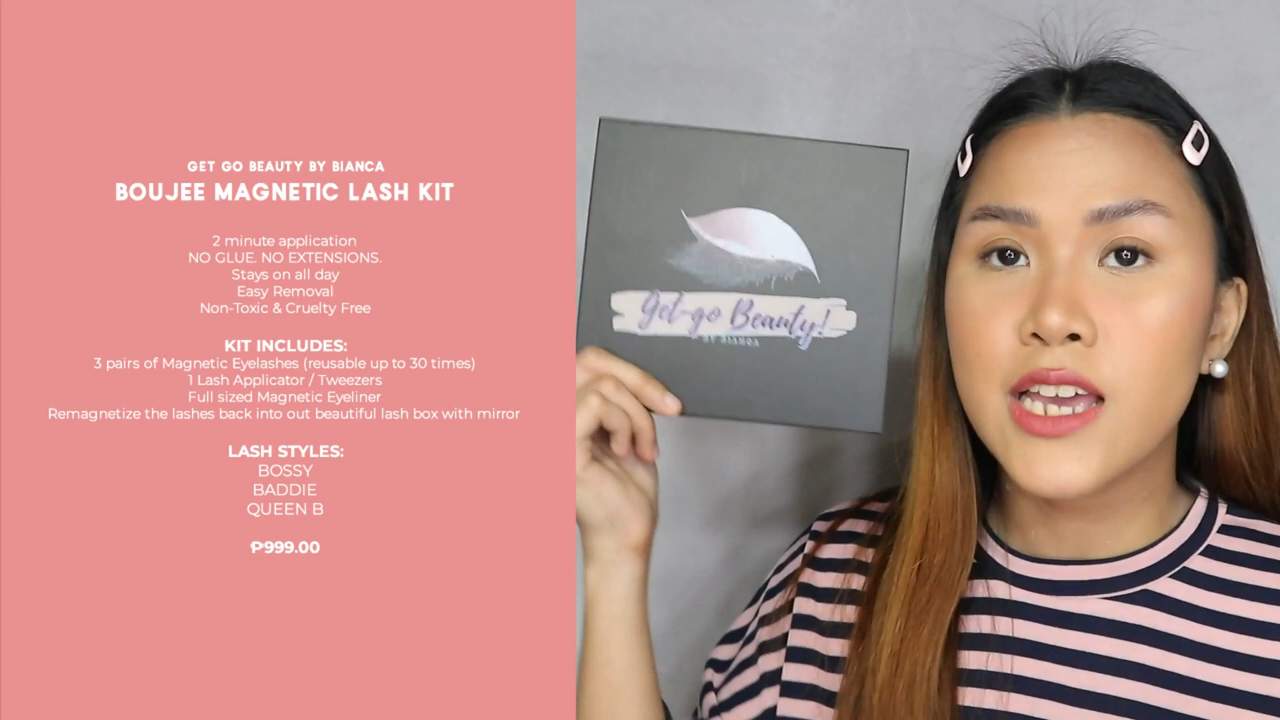 GET GO BEAUTY BY BIANCA
BOUJEE MAGNETIC LASH KIT
2 minute application
NO GLUE. NO EXTENSIONS.
Stays on all day
Easy Removal
Non-Toxic & Cruelty Free
KIT INCLUDES:
3 pairs of Magnetic Eyelashes (reusable up to 30 times)
1 Lash Applicator / Tweezers
Full sized Magnetic Eyeliner
Remagnetize the lashes back into out beautiful lash box with mirror
LASH STYLES:
BOSSY
BADDIE
QUEEN B
₱999.00
Get-go Beauty!
BY BIANCA